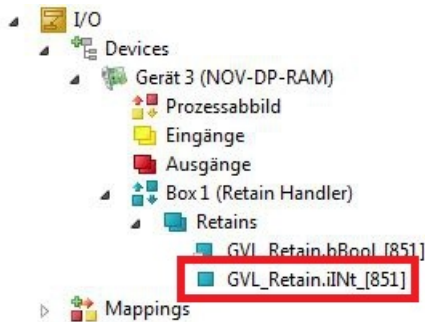 I/O
Devices
Gerät 3 (NOV-DP-RAM)
Prozessabbild
Eingänge
Ausgänge
Box 1 (Retain Handler)
Retains
GVL_Retain.bBool_[851]
GVL_Retain.iINt_[851]
Mappings